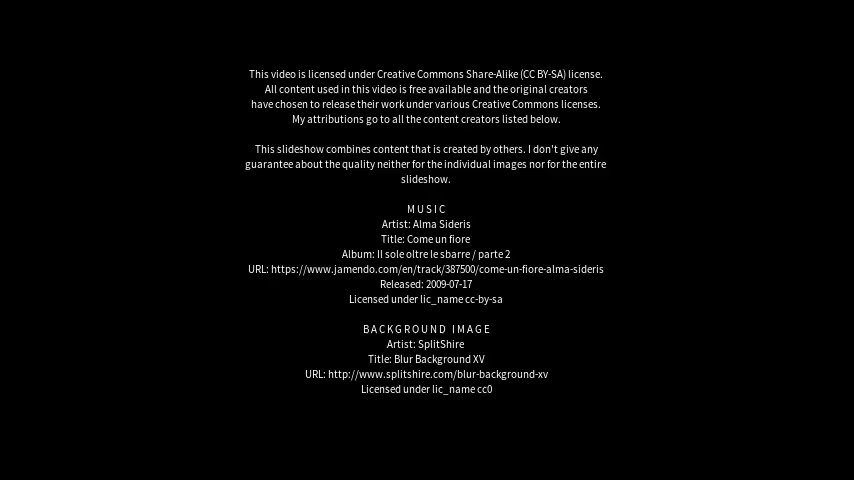 This video is licensed under Creative Commons Share-Alike (CC BY-SA) license.
All content used in this video is free available and the original creators
have chosen to release their work under various Creative Commons licenses.
My attributions go to all the content creators listed below.
This slideshow combines content that is created by others. I don't give any
guarantee about the quality neither for the individual images nor for the entire
slideshow.
MUSIC
Artist: Alma Sideris
Title: Come un fiore
Album: Il sole oltre le sbarre / parte 2
URL: https://www.jamendo.com/en/track/387500/come-un-fiore-alma-sideris
Released: 2009-07-17
Licensed under lic_name cc-by-sa
BACKGROUND IMAGE
Artist: SplitShire
Title: Blur Background XV
URL: http://www.splitshire.com/blur-background-xv
Licensed under lic_name cc0